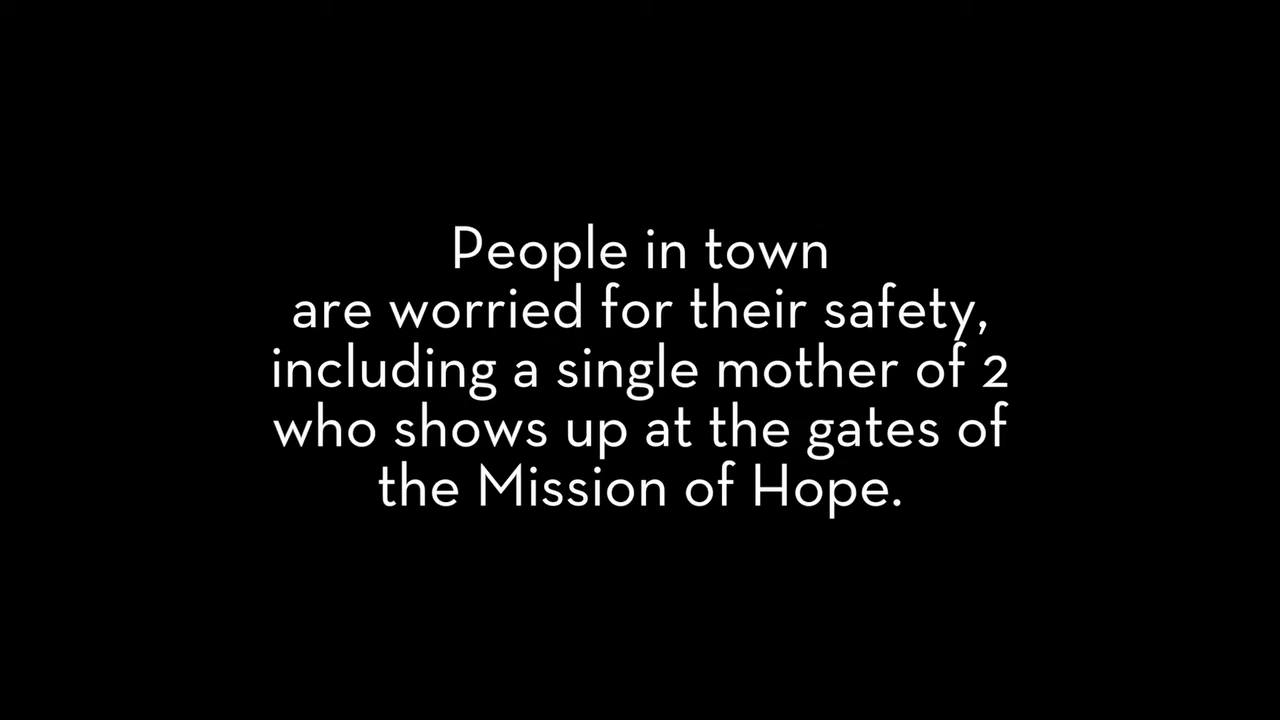 People in town
are worried for their safety,
including a single mother of 2
who shows up at the gates of
the Mission of Hope.